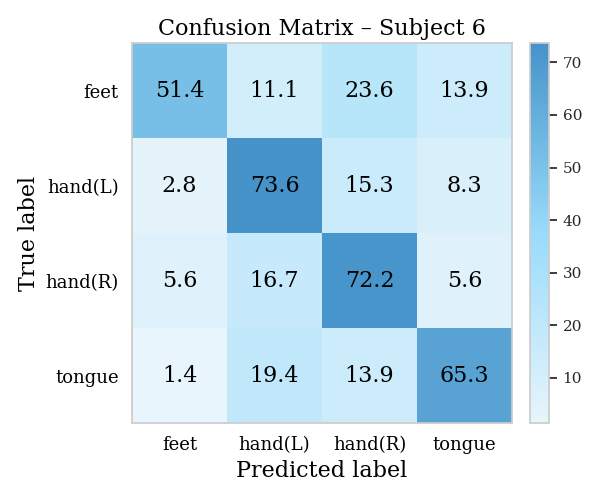 Confusion Matrix – Subject 6
feet 51.4 11.1 23.6 13.9
hand(L) 2.8 73.6 15.3 8.3
hand(R) 5.6 16.7 72.2 5.6
tongue 1.4 19.4 13.9 65.3
feet hand(L) hand(R) tongue
Predicted label
True label
70
60
50
40
30
20
10